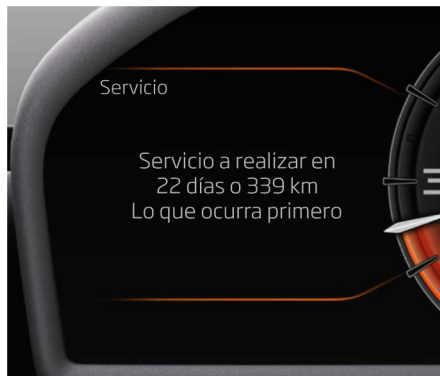 Servicio
Servicio a realizar en
22 días o 339 km
Lo que ocurra primero